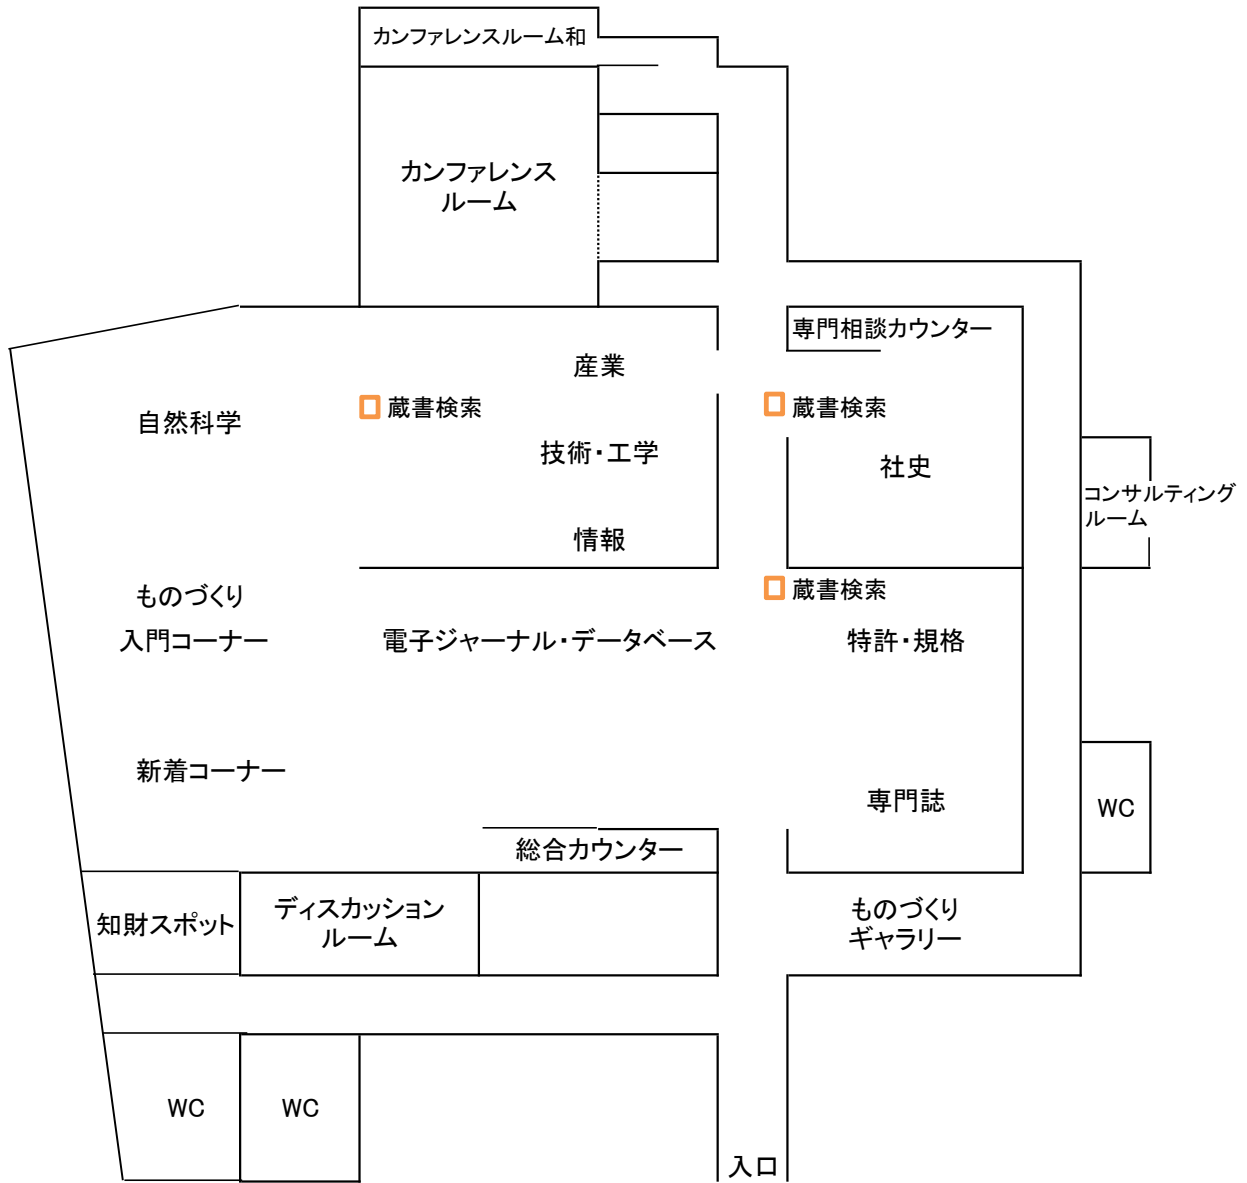 カンファレンスルーム和
カンファレンス
ルーム
専門相談カウンター
産業
蔵書検索
蔵書検索
自然科学
技術・工学
社史
コンサルティング
ルーム
情報
蔵書検索
ものづくり
入門コーナー
電子ジャーナル・データベース
特許・規格
新着コーナー
専門誌
WC
総合カウンター
知財スポット
ディスカッション
ルーム
ものづくり
ギャラリー
WC
WC
入口